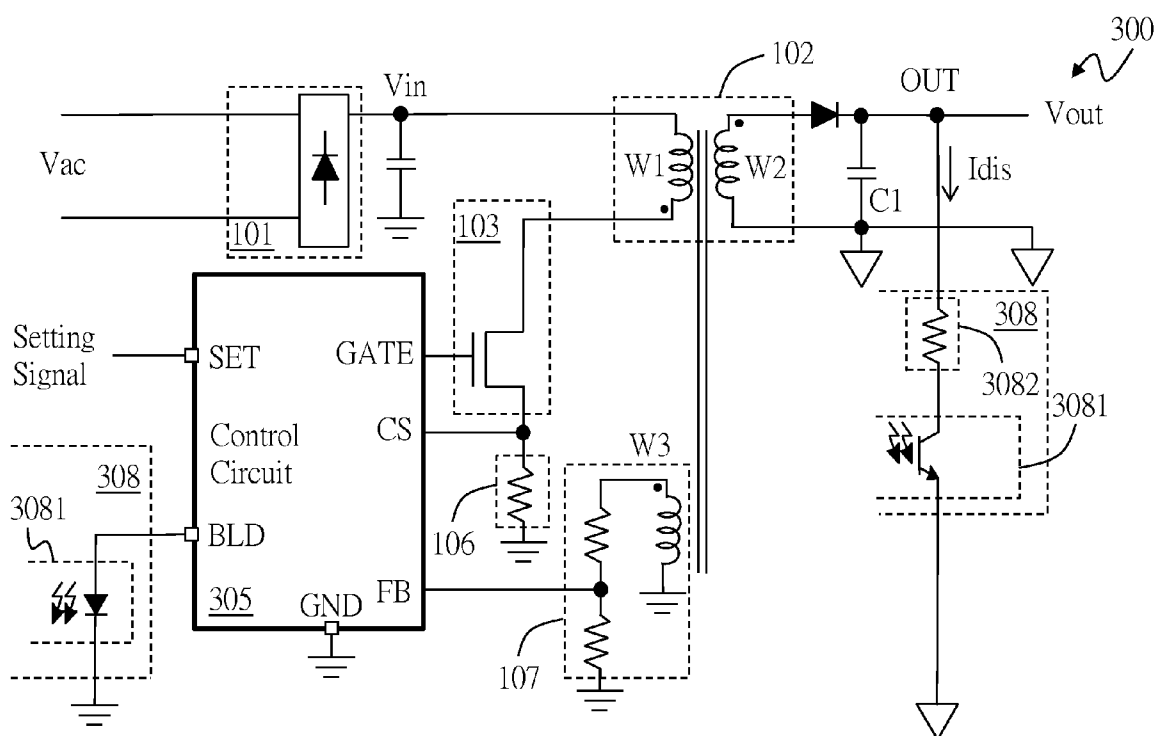 300
102
OUT
Vin
Vout
Vac
W1
W2
Idis
C1
101
103
Setting
Signal
SET
GATE
308
3082
3081
CS
Control
Circuit
W3
308
3081
BLD
106
FB
305
GND
107